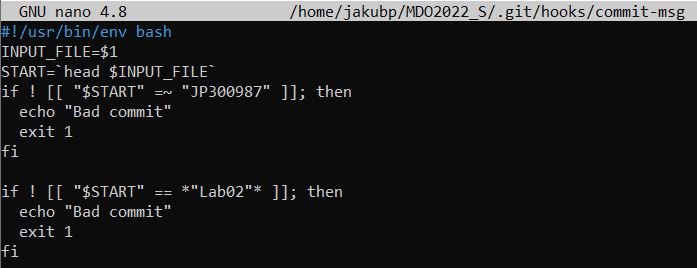 GNU nano 4.8 /home/jakubp/MDO2022_S/.git/hooks/commit-msg
#!/usr/bin/env bash
INPUT_FILE=$1
START=`head $INPUT_FILE`
if ! [[ "$START" =~ "JP300987" ]]; then
  echo "Bad commit"
  exit 1
fi

if ! [[ "$START" == *"Lab02"* ]]; then
  echo "Bad commit"
  exit 1
fi